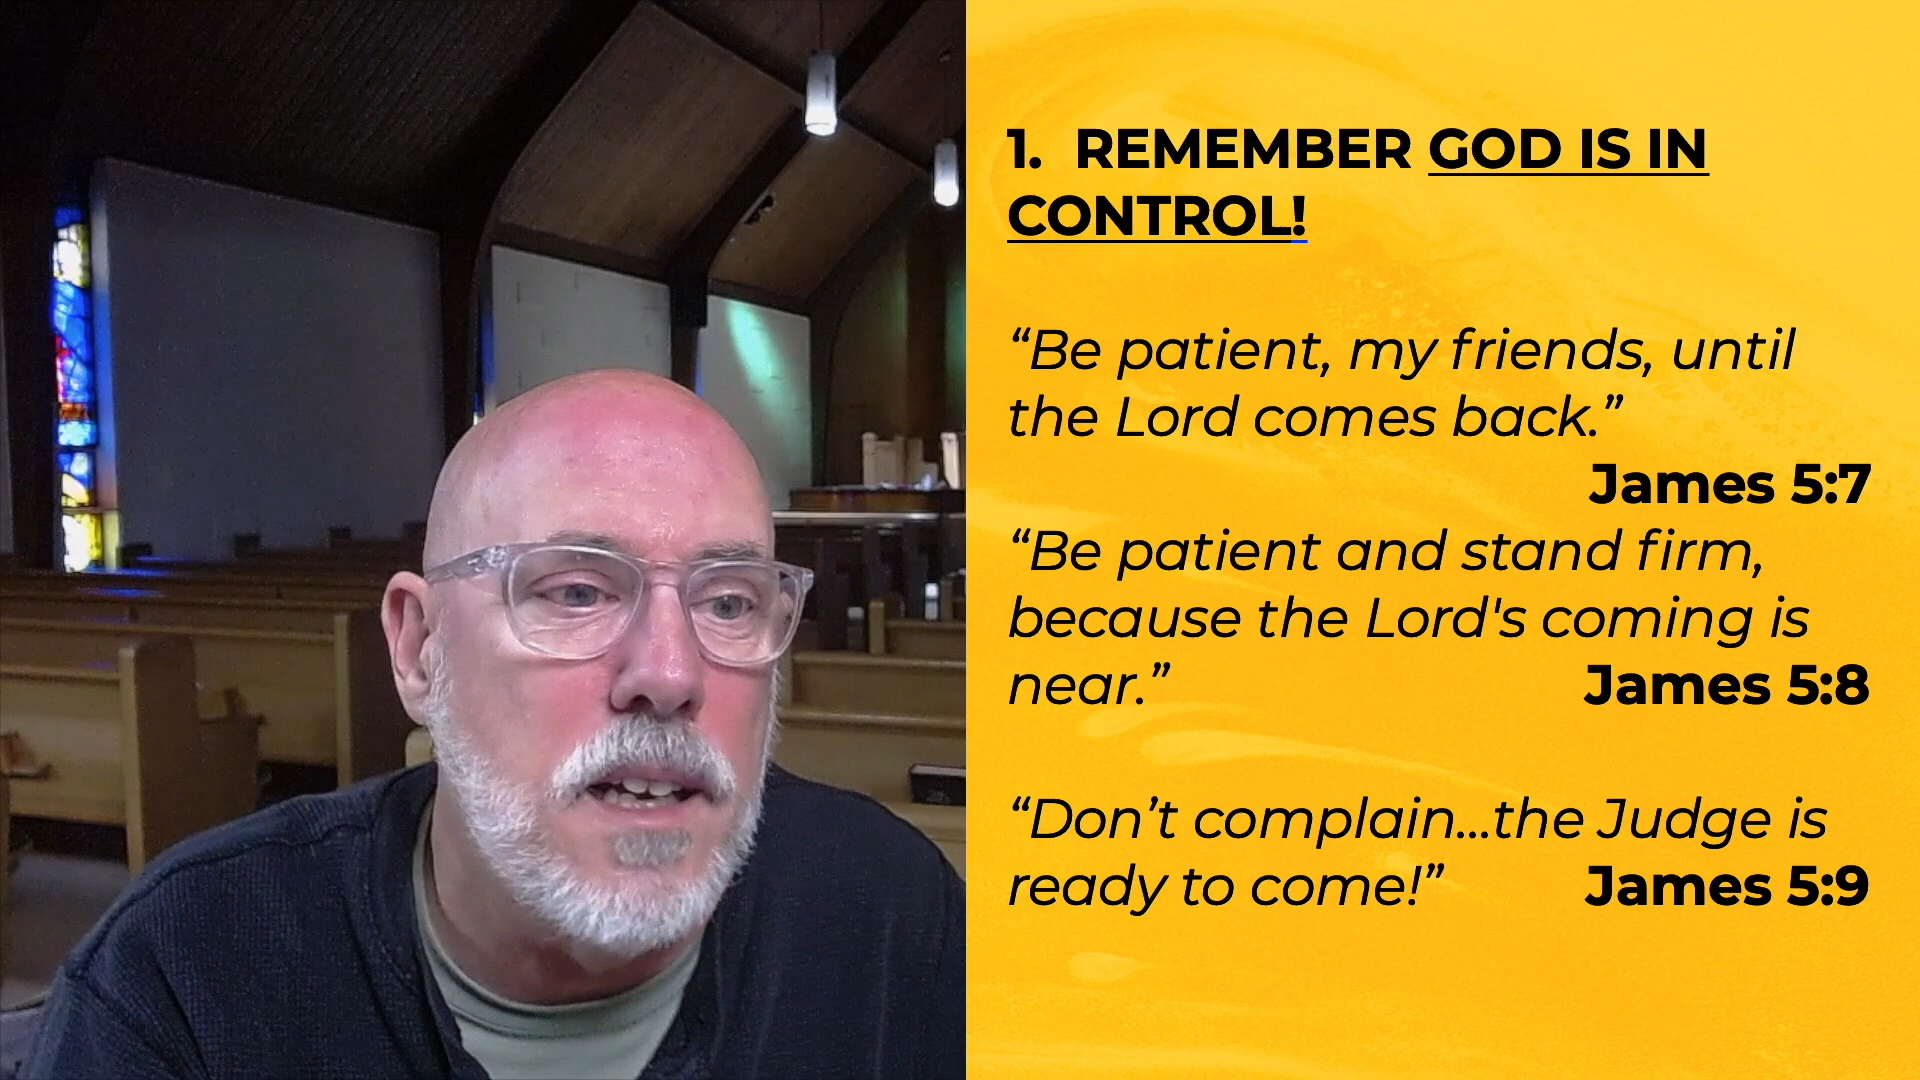 1. REMEMBER GOD IS IN
CONTROL!
“Be patient, my friends, until
the Lord comes back.”
James 5:7
“Be patient and stand firm,
because the Lord's coming is
near.” James 5:8
“Don’t complain...the Judge is
ready to come!” James 5:9